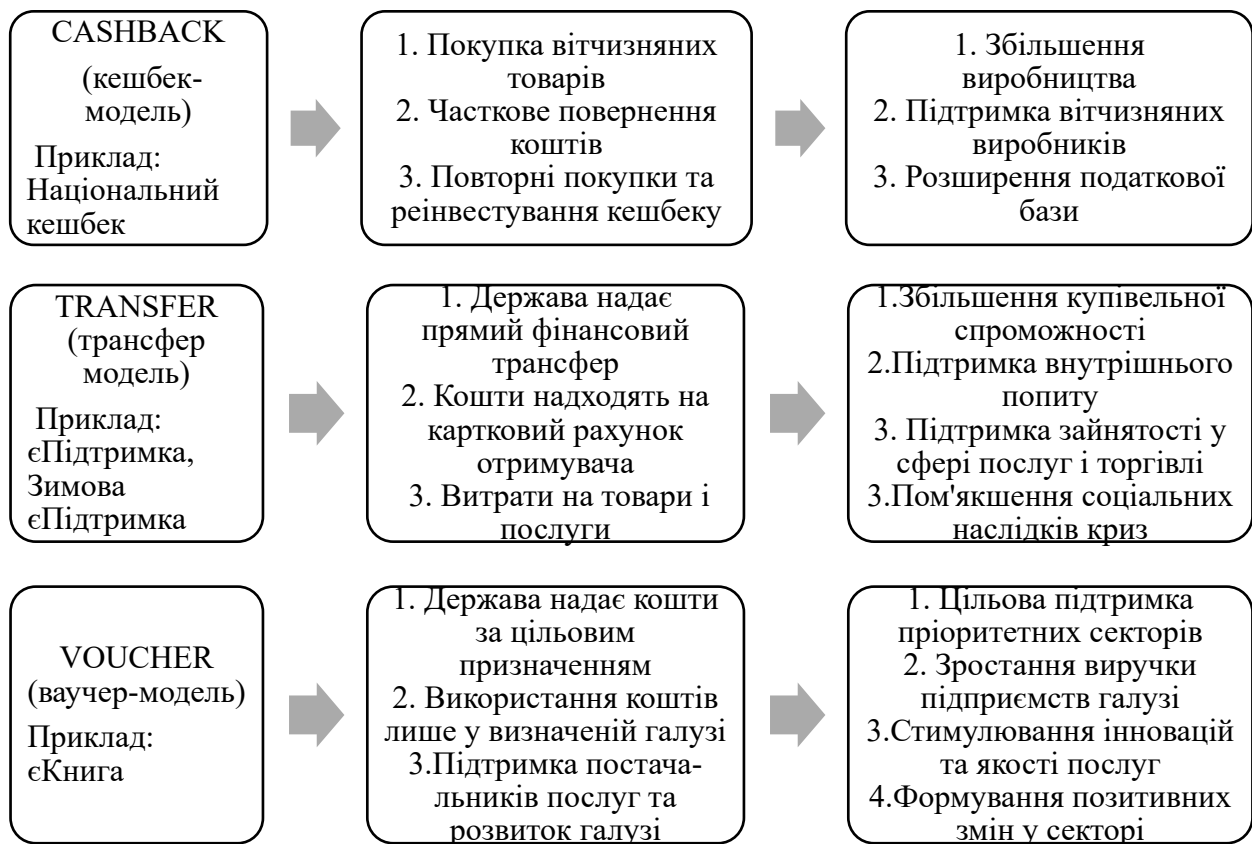 CASHBACK
(кешбек-
модель)
Приклад:
Національний
кешбек
1. Покупка вітчизняних
товарів
2. Часткове повернення
коштів
3. Повторні покупки та
реінвестування кешбеку
1. Збільшення
виробництва
2. Підтримка вітчизняних
виробників
3. Розширення податкової
бази
TRANSFER
(трансфер
модель)
Приклад:
єПідтримка,
Зимова
єПідтримка
1. Держава надає
прямий фінансовий
трансфер
2. Кошти надходять на
картковий рахунок
отримувача
3. Витрати на товари і
послуги
1.Збільшення купівельної
спроможності
2.Підтримка внутрішнього
попиту
3. Підтримка зайнятості у
сфері послуг і торгівлі
3.Пом'якшення соціальних
наслідків криз
VOUCHER
(ваучер-модель)
Приклад:
єКнига
1. Держава надає кошти
за цільовим
призначенням
2. Використання коштів
лише у визначеній галузі
3.Підтримка постача-
льників послуг та
розвиток галузі
1. Цільова підтримка
пріоритетних секторів
2. Зростання виручки
підприємств галузі
3.Стимулювання інновацій
та якості послуг
4.Формування позитивних
змін у секторі